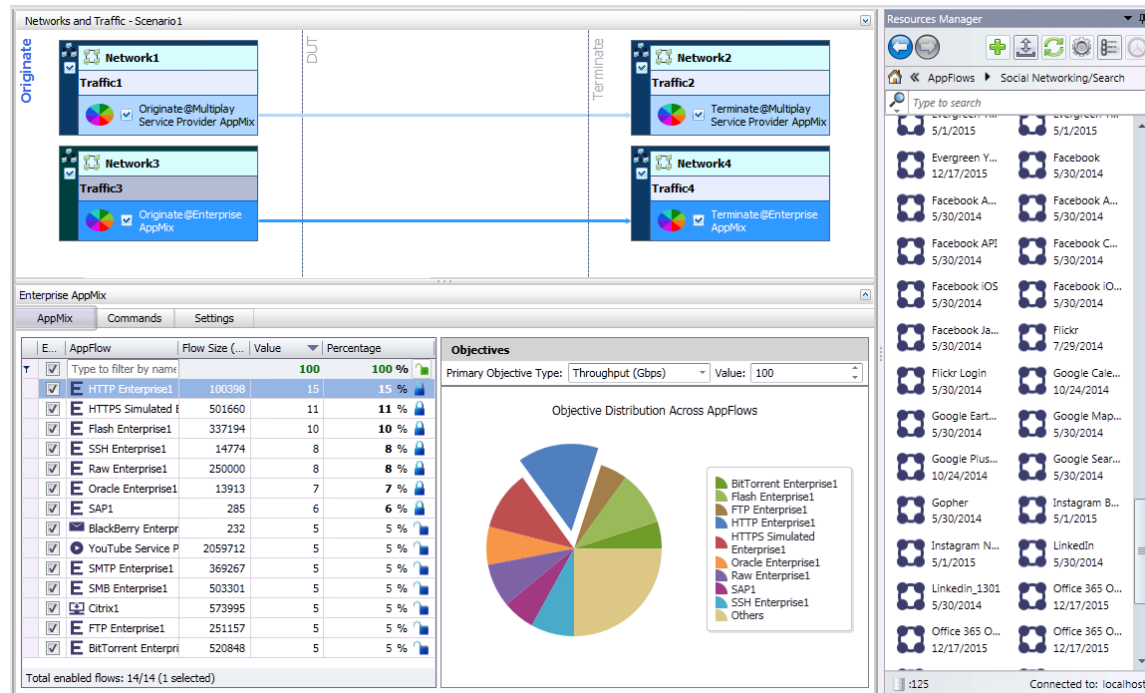 Networks and Traffic - Scenario1
Originate
DUT
Terminate
Network1
Traffic1
Originate@Multiplay
Service Provider AppMix
Network2
Traffic2
Terminate@Multiplay
Service Provider AppMix
Network3
Traffic3
Originate@Enterprise
AppMix
Network4
Traffic4
Terminate@Enterprise
AppMix
Enterprise AppMix
AppMix Commands Settings
E... AppFlow Flow Size (... Value Percentage
Type to filter by name 100 100 %
HTTP Enterprise1 100398 15 15 %
HTTPS Simulated E 501660 11 11 %
Flash Enterprise1 337194 10 10 %
SSH Enterprise1 14774 8 8 %
Raw Enterprise1 250000 8 8 %
Oracle Enterprise1 13913 7 7 %
SAP1 285 6 6 %
BlackBerry Enterpr 232 5 5 %
YouTube Service P 2059712 5 5 %
SMTP Enterprise1 369267 5 5 %
SMB Enterprise1 503301 5 5 %
Citrix1 573995 5 5 %
FTP Enterprise1 251157 5 5 %
BitTorrent Enterpri 520848 5 5 %
Total enabled flows: 14/14 (1 selected)
Objectives
Primary Objective Type: Throughput (Gbps) Value: 100
Objective Distribution Across AppFlows
BitTorrent Enterprise1
Flash Enterprise1
FTP Enterprise1
HTTP Enterprise1
HTTPS Simulated
Enterprise1
Oracle Enterprise1
Raw Enterprise1
SAP1
SSH Enterprise1
Others
Resources Manager
AppFlows Social Networking/Search
Type to search
5/1/2015 5/1/2015
Evergreen Y... Facebook
12/17/2015 5/30/2014
Facebook A... Facebook A...
5/30/2014 5/30/2014
Facebook API Facebook C...
5/30/2014 5/30/2014
Facebook iOS Facebook iO...
5/30/2014 5/30/2014
Facebook Ja... Flickr
5/30/2014 7/29/2014
Flickr Login Google Cale...
5/30/2014 10/24/2014
Google Eart... Google Map...
5/30/2014 5/30/2014
Google Plus... Google Sear...
10/24/2014 5/30/2014
Gopher Instagram B...
5/30/2014 5/1/2015
Instagram N... LinkedIn
5/1/2015 5/30/2014
Linkedin_1301 Office 365 O...
5/30/2014 12/17/2015
Office 365 O... Office 365 O...
12/17/2015 12/17/2015
:125 Connected to: localhost